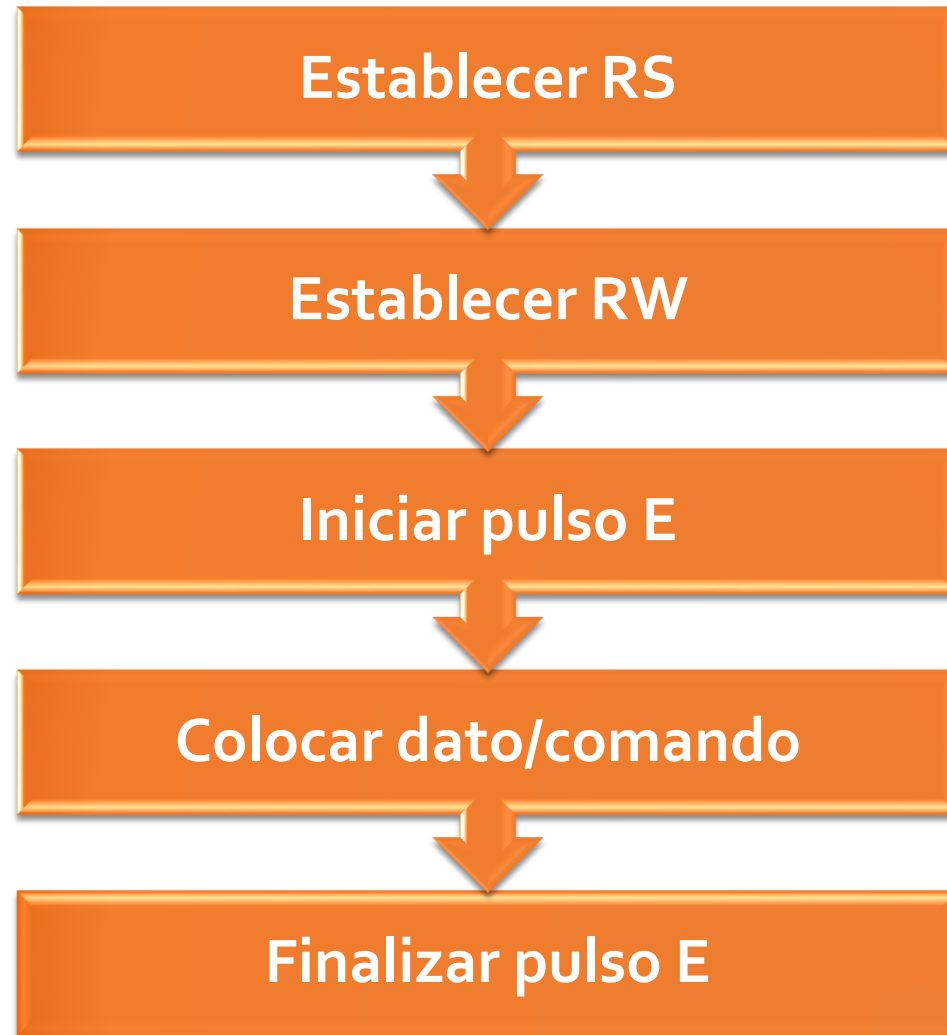 Establecer RS
Establecer RW
Iniciar pulso E
Colocar dato/comando
Finalizar pulso E